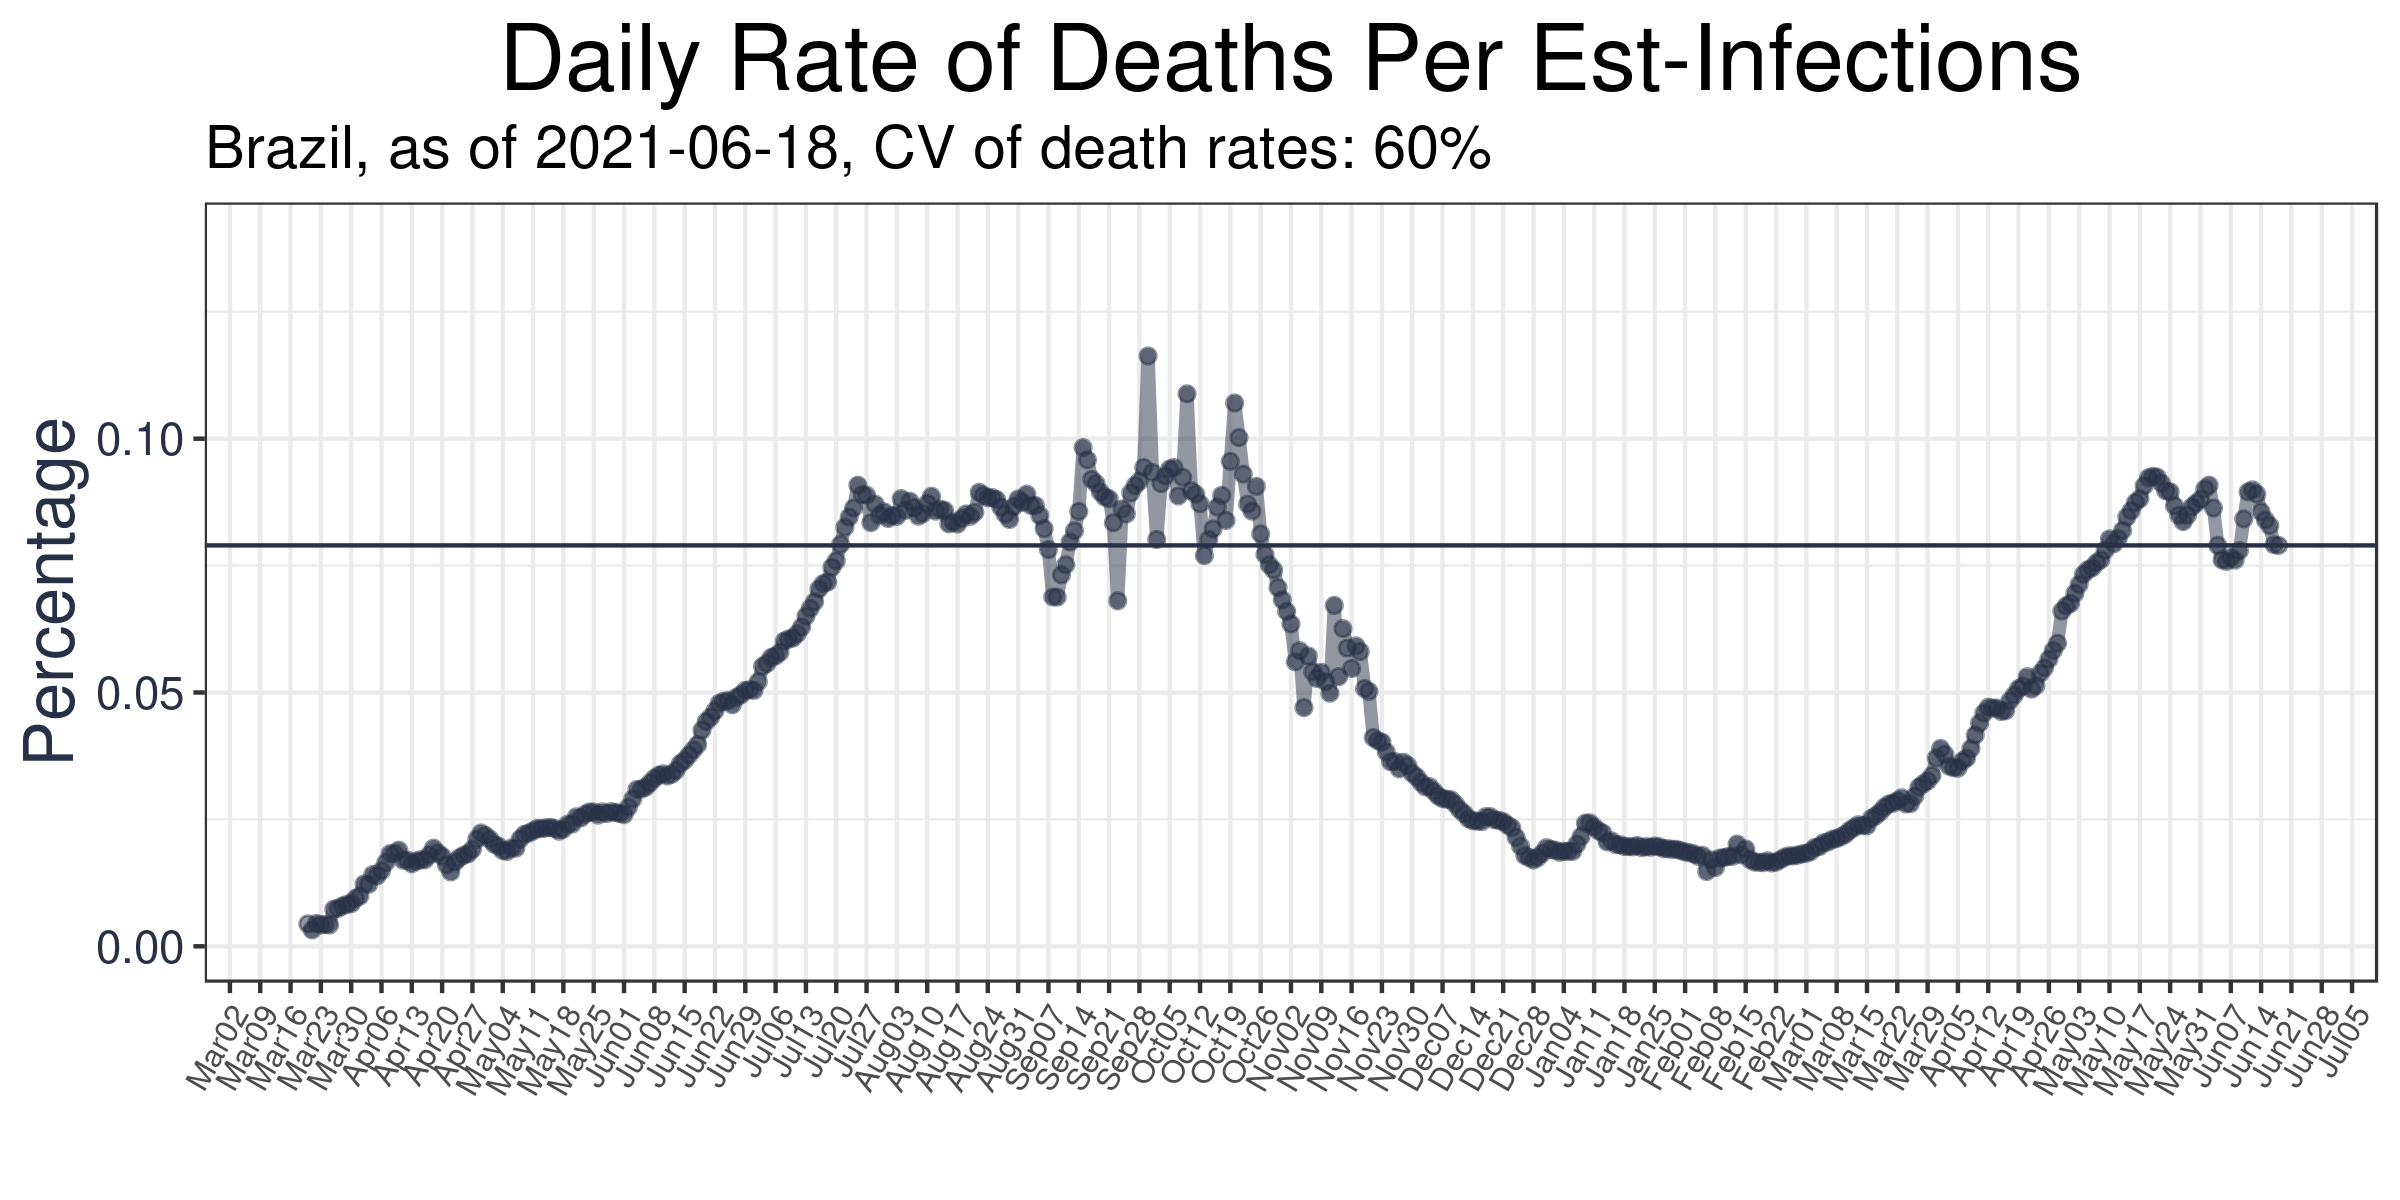 Daily Rate of Deaths Per Est-Infections
Brazil, as of 2021-06-18, CV of death rates: 60%
Percentage
0.10
0.05
0.00
Mar02
Mar09
Mar16
Mar23
Mar30
Apr06
Apr13
Apr20
Apr27
May04
May11
May18
May25
Jun01
Jun08
Jun15
Jun22
Jun29
Jul06
Jul13
Jul20
Jul27
Aug03
Aug10
Aug17
Aug24
Aug31
Sep07
Sep14
Sep21
Sep28
Oct05
Oct12
Oct19
Oct26
Nov02
Nov09
Nov16
Nov23
Nov30
Dec07
Dec14
Dec21
Dec28
Jan04
Jan11
Jan18
Jan25
Feb01
Feb08
Feb15
Feb22
Mar01
Mar08
Mar15
Mar22
Mar29
Apr05
Apr12
Apr19
Apr26
May03
May10
May17
May24
May31
Jun07
Jun14
Jun21
Jun28
Jul05